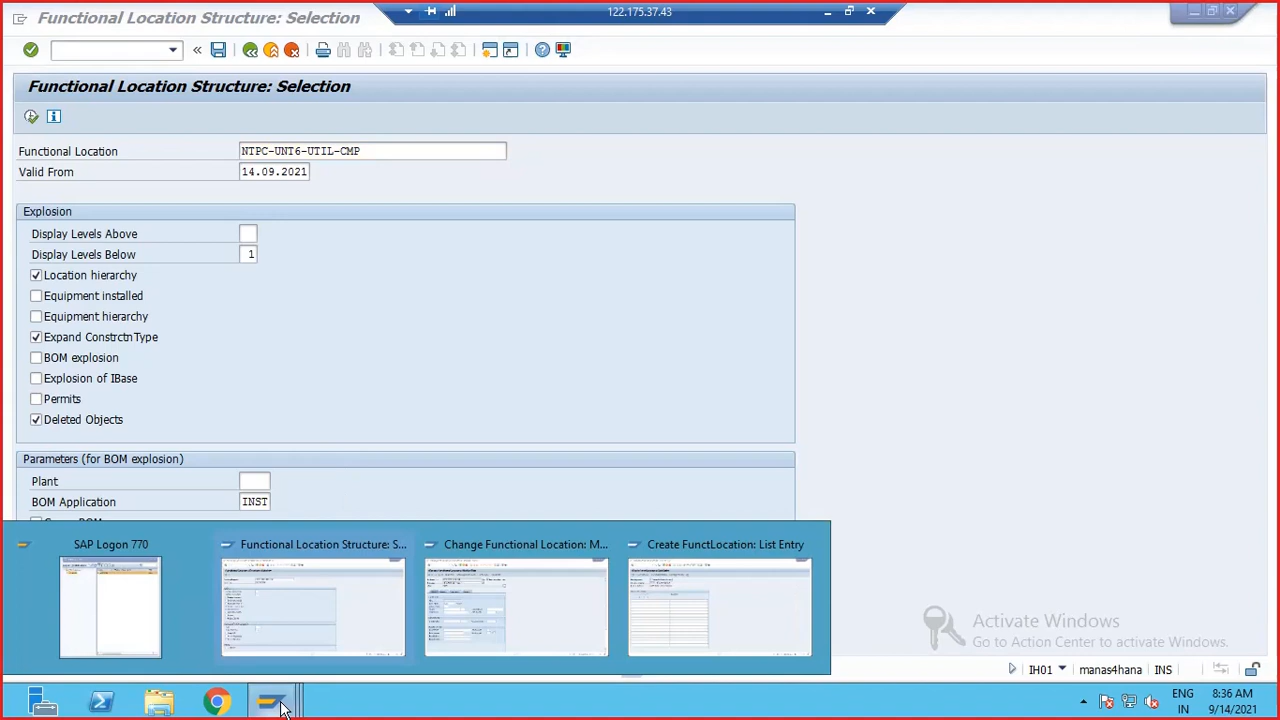 Functional Location Structure: Selection
122.175.37.43
Functional Location Structure: Selection
Functional Location NTPC-UNT6-UTIL-CMP
Valid From 14.09.2021
Explosion
Display Levels Above
Display Levels Below 1
Location hierarchy
Equipment installed
Equipment hierarchy
Expand ConstrctnType
BOM explosion
Explosion of IBase
Permits
Deleted Objects
Parameters (for BOM explosion)
Plant
BOM Application INST
SAP Logon 770
Functional Location Structure: S...
Change Functional Location: M...
Create FunctLocation: List Entry
Activate Windows
Go to Action Center to activate Windows.
IH01 manas4hana INS
ENG 8:36 AM
IN 9/14/2021